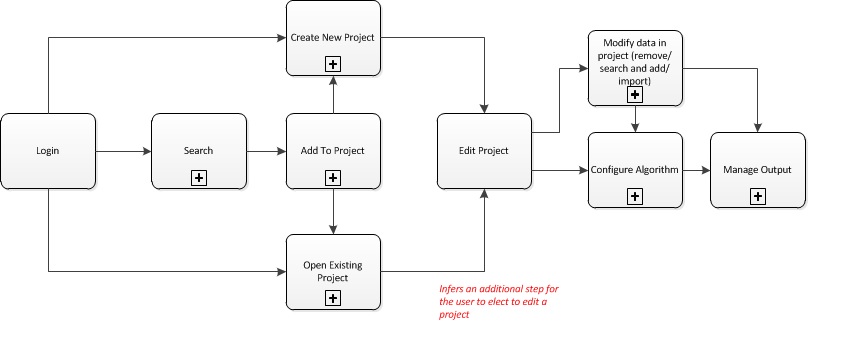 Create New Project
Modify data in
project (remove/
search and add/
import)
Login
Search
Add To Project
Edit Project
Configure Algorithm
Manage Output
Open Existing
Project
Infers an additional step for
the user to elect to edit a
project